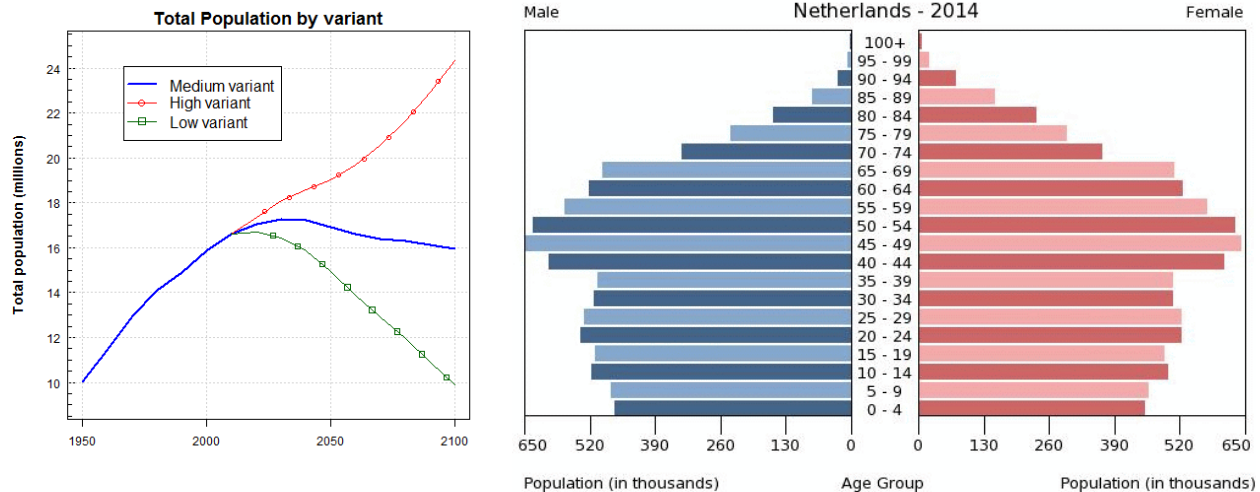 Total Population by variant
Total population (millions)
24
22
20
18
16
14
12
10
Medium variant
High variant
Low variant
1950 2000 2050 2100
Male Netherlands - 2014 Female
100+
95 - 99
90 - 94
85 - 89
80 - 84
75 - 79
70 - 74
65 - 69
60 - 64
55 - 59
50 - 54
45 - 49
40 - 44
35 - 39
30 - 34
25 - 29
20 - 24
15 - 19
10 - 14
5 - 9
0 - 4
650 520 390 260 130 0 0 130 260 390 520 650
Population (in thousands) Age Group Population (in thousands)